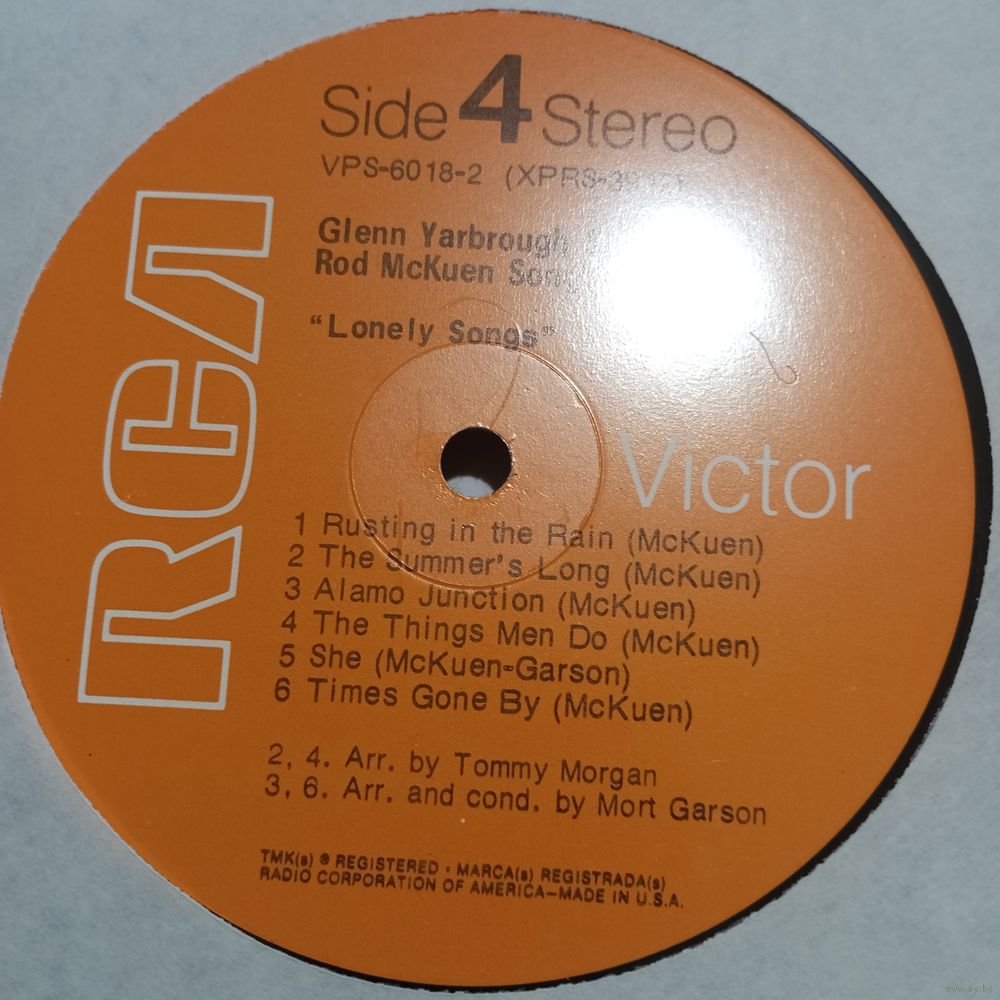 Side 4 Stereo
VPS-6018-2 (XPRS-
Glenn Yarbrough
Rod McKuen
"Lonely Songs"
RCA
Victor
1 Rusting in the Rain (McKuen)
2 The Summer's Long (McKuen)
3 Alamo Junction (McKuen)
4 The Things Men Do (McKuen)
5 She (McKuen-Garson)
6 Times Gone By (McKuen)
2, 4. Arr. by Tommy Morgan
3, 6. Arr. and cond. by Mort Garson
TMK(s) ® REGISTERED • MARCA(s) REGISTRADA(s)
RADIO CORPORATION OF AMERICA—MADE IN U.S.A.
www.ay.by